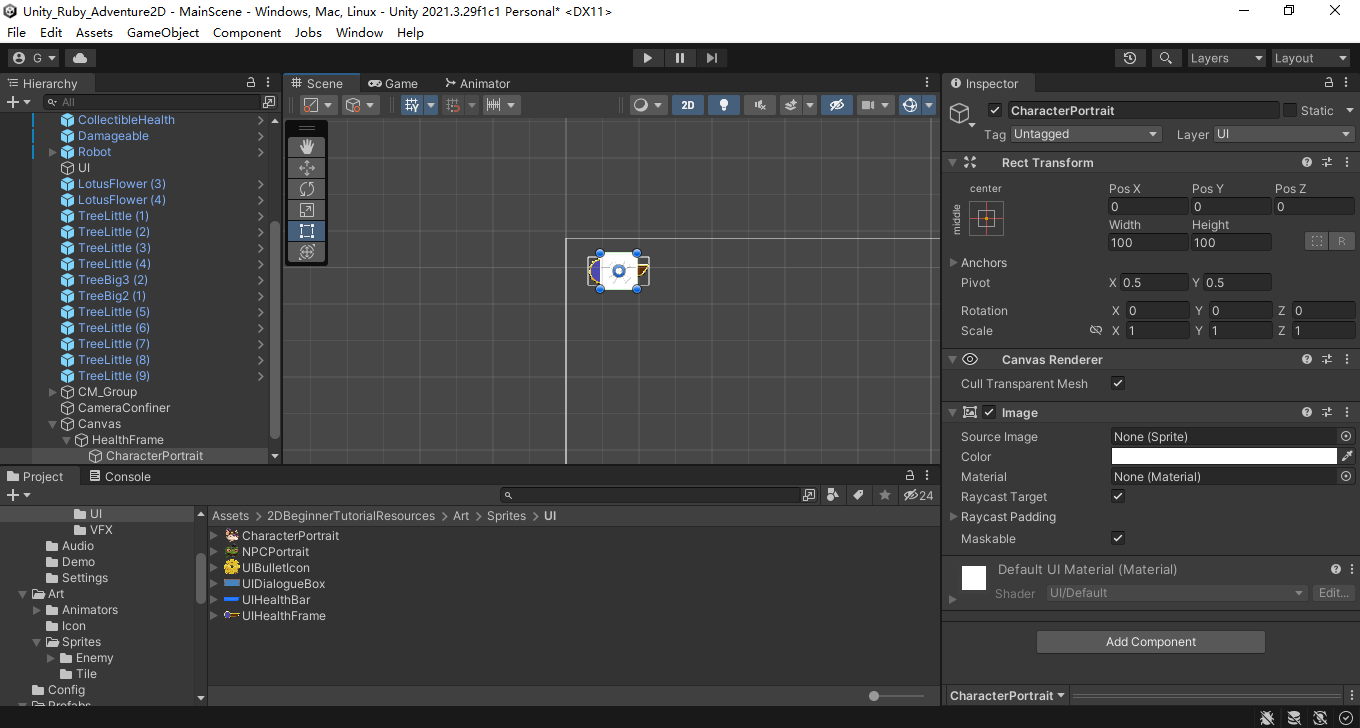 Unity_Ruby_Adventure2D - MainScene - Windows, Mac, Linux - Unity 2021.3.29f1c1 Personal* <DX11>
File Edit Assets GameObject Component Jobs Window Help
G
Layers
Layout
Hierarchy
All
CollectibleHealth
Damageable
Robot
UI
LotusFlower (3)
LotusFlower (4)
TreeLittle (1)
TreeLittle (2)
TreeLittle (3)
TreeLittle (4)
TreeBig3 (2)
TreeBig2 (1)
TreeLittle (5)
TreeLittle (6)
TreeLittle (7)
TreeLittle (8)
TreeLittle (9)
CM_Group
CameraConfiner
Canvas
HealthFrame
CharacterPortrait
Scene Game Animator
2D
Inspector
CharacterPortrait Static
Tag Untagged Layer UI
Rect Transform
center
middle
Pos X Pos Y Pos Z
0 0 0
Width Height
100 100
R
Anchors
Pivot X 0.5 Y 0.5
Rotation X 0 Y 0 Z 0
Scale X 1 Y 1 Z 1
Canvas Renderer
Cull Transparent Mesh
Image
Source Image None (Sprite)
Color
Material None (Material)
Raycast Target
Raycast Padding
Maskable
Default UI Material (Material)
Shader UI/Default Edit...
Add Component
CharacterPortrait
Project Console
24
UI
VFX
Audio
Demo
Settings
Art
Animators
Icon
Sprites
Enemy
Tile
Config
Prefabs
Assets > 2DBeginnerTutorialResources > Art > Sprites > UI
CharacterPortrait
NPCPortrait
UIBulletIcon
UIDialogueBox
UIHealthBar
UIHealthFrame